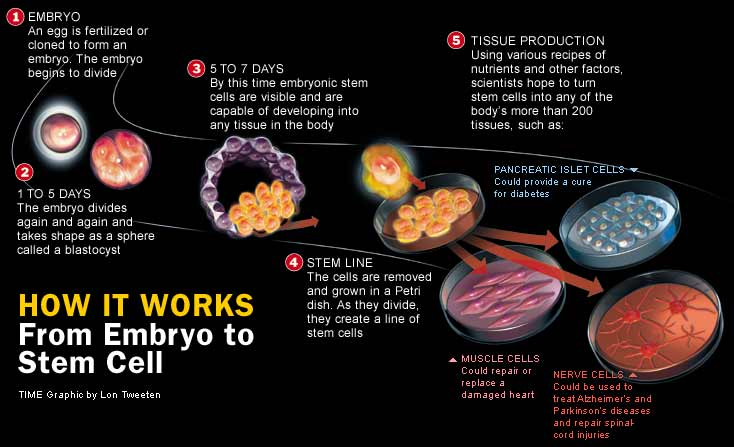 1 EMBRYO
An egg is fertilized or
cloned to form an
embryo. The embryo
begins to divide
2
1 TO 5 DAYS
The embryo divides
again and again and
takes shape as a sphere
called a blastocyst
3 5 TO 7 DAYS
By this time embryonic stem
cells are visible and are
capable of developing into
any tissue in the body
4 STEM LINE
The cells are removed
and grown in a Petri
dish. As they divide,
they create a line of
stem cells
5 TISSUE PRODUCTION
Using various recipes of
nutrients and other factors,
scientists hope to turn
stem cells into any of the
body's more than 200
tissues, such as:
PANCREATIC ISLET CELLS
Could provide a cure
for diabetes
MUSCLE CELLS
Could repair or
replace a
damaged heart
NERVE CELLS
Could be used to
treat Alzheimer's and
Parkinson's diseases
and repair spinal-
cord injuries
HOW IT WORKS
From Embryo to
Stem Cell
TIME Graphic by Lon Tweeten